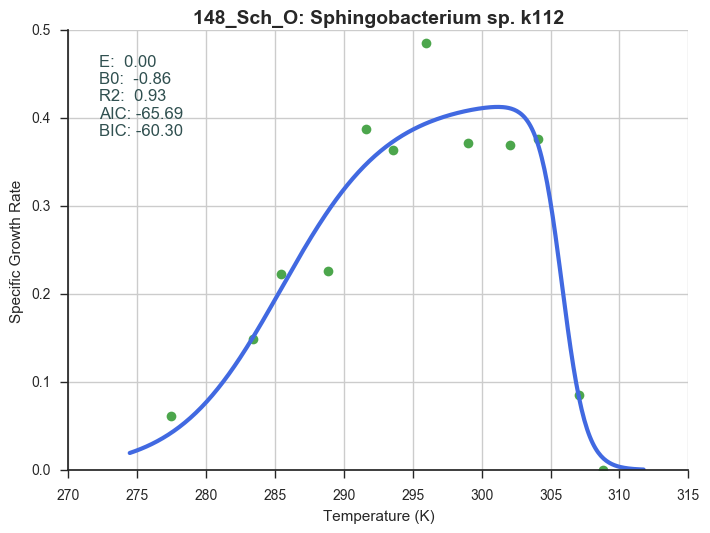 148_Sch_O: Sphingobacterium sp. k112
E:  0.00
B0:  -0.86
R2:  0.93
AIC: -65.69
BIC: -60.30
Specific Growth Rate
0.5
0.4
0.3
0.2
0.1
0.0
270 275 280 285 290 295 300 305 310 315
Temperature (K)